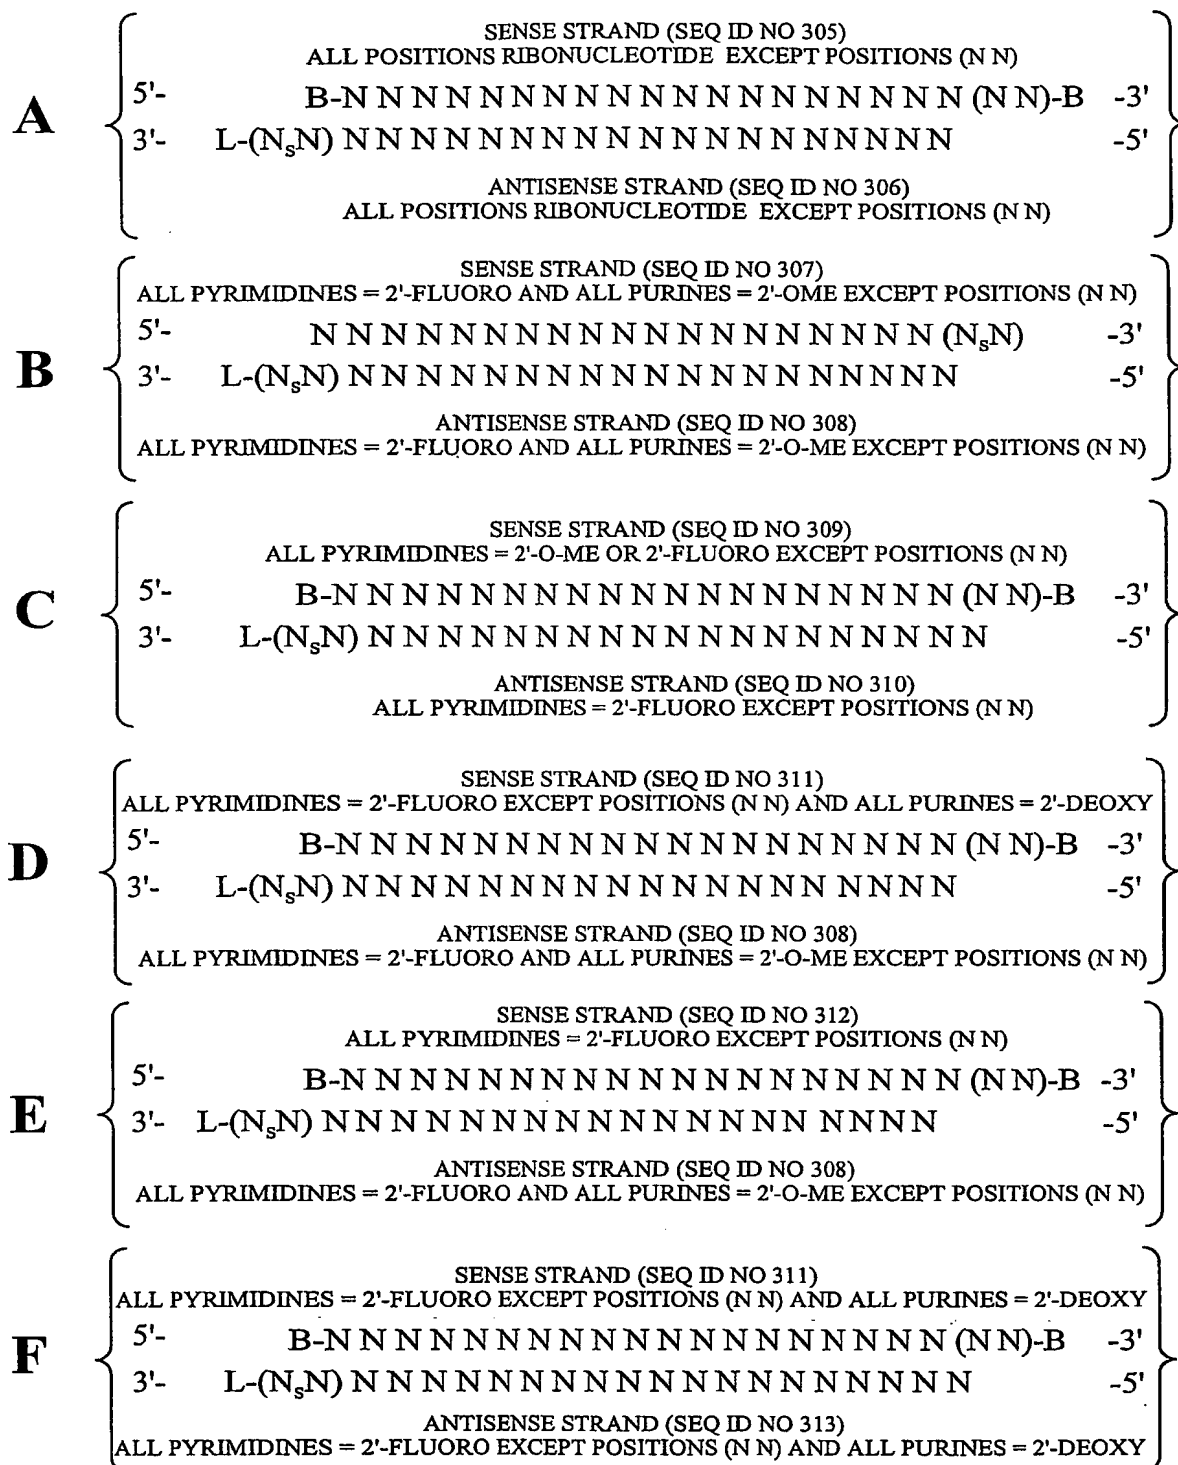 A
SENSE STRAND (SEQ ID NO 305)
ALL POSITIONS RIBONUCLEOTIDE EXCEPT POSITIONS (N N)
5'- B-N N N N N N N N N N N N N N N N N N N (N N)-B -3'
3'- L-(NsN) N N N N N N N N N N N N N N N N N N N -5'
ANTISENSE STRAND (SEQ ID NO 306)
ALL POSITIONS RIBONUCLEOTIDE EXCEPT POSITIONS (N N)
B
SENSE STRAND (SEQ ID NO 307)
ALL PYRIMIDINES = 2'-FLUORO AND ALL PURINES = 2'-OME EXCEPT POSITIONS (N N)
5'- N N N N N N N N N N N N N N N N N N N (NsN) -3'
3'- L-(NsN) N N N N N N N N N N N N N N N N N N N -5'
ANTISENSE STRAND (SEQ ID NO 308)
ALL PYRIMIDINES = 2'-FLUORO AND ALL PURINES = 2'-O-ME EXCEPT POSITIONS (N N)
C
SENSE STRAND (SEQ ID NO 309)
ALL PYRIMIDINES = 2'-O-ME OR 2'-FLUORO EXCEPT POSITIONS (N N)
5'- B-N N N N N N N N N N N N N N N N N N N (N N)-B -3'
3'- L-(NsN) N N N N N N N N N N N N N N N N N N N -5'
ANTISENSE STRAND (SEQ ID NO 310)
ALL PYRIMIDINES = 2'-FLUORO EXCEPT POSITIONS (N N)
D
SENSE STRAND (SEQ ID NO 311)
ALL PYRIMIDINES = 2'-FLUORO EXCEPT POSITIONS (N N) AND ALL PURINES = 2'-DEOXY
5'- B-N N N N N N N N N N N N N N N N N N N (N N)-B -3'
3'- L-(NsN) N N N N N N N N N N N N N N N N N N N -5'
ANTISENSE STRAND (SEQ ID NO 308)
ALL PYRIMIDINES = 2'-FLUORO AND ALL PURINES = 2'-O-ME EXCEPT POSITIONS (N N)
E
SENSE STRAND (SEQ ID NO 312)
ALL PYRIMIDINES = 2'-FLUORO EXCEPT POSITIONS (N N)
5'- B-N N N N N N N N N N N N N N N N N N N (N N)-B -3'
3'- L-(NsN) N N N N N N N N N N N N N N N N N N N -5'
ANTISENSE STRAND (SEQ ID NO 308)
ALL PYRIMIDINES = 2'-FLUORO AND ALL PURINES = 2'-O-ME EXCEPT POSITIONS (N N)
F
SENSE STRAND (SEQ ID NO 311)
ALL PYRIMIDINES = 2'-FLUORO EXCEPT POSITIONS (N N) AND ALL PURINES = 2'-DEOXY
5'- B-N N N N N N N N N N N N N N N N N N N (N N)-B -3'
3'- L-(NsN) N N N N N N N N N N N N N N N N N N N -5'
ANTISENSE STRAND (SEQ ID NO 313)
ALL PYRIMIDINES = 2'-FLUORO EXCEPT POSITIONS (N N) AND ALL PURINES = 2'-DEOXY